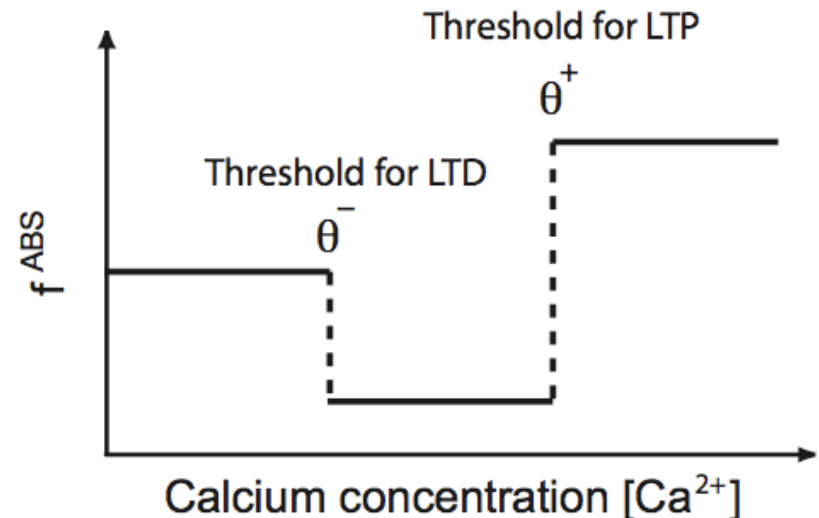 Threshold for LTP
θ⁺
Threshold for LTD
θ⁻
f ABS
Calcium concentration [Ca²⁺]